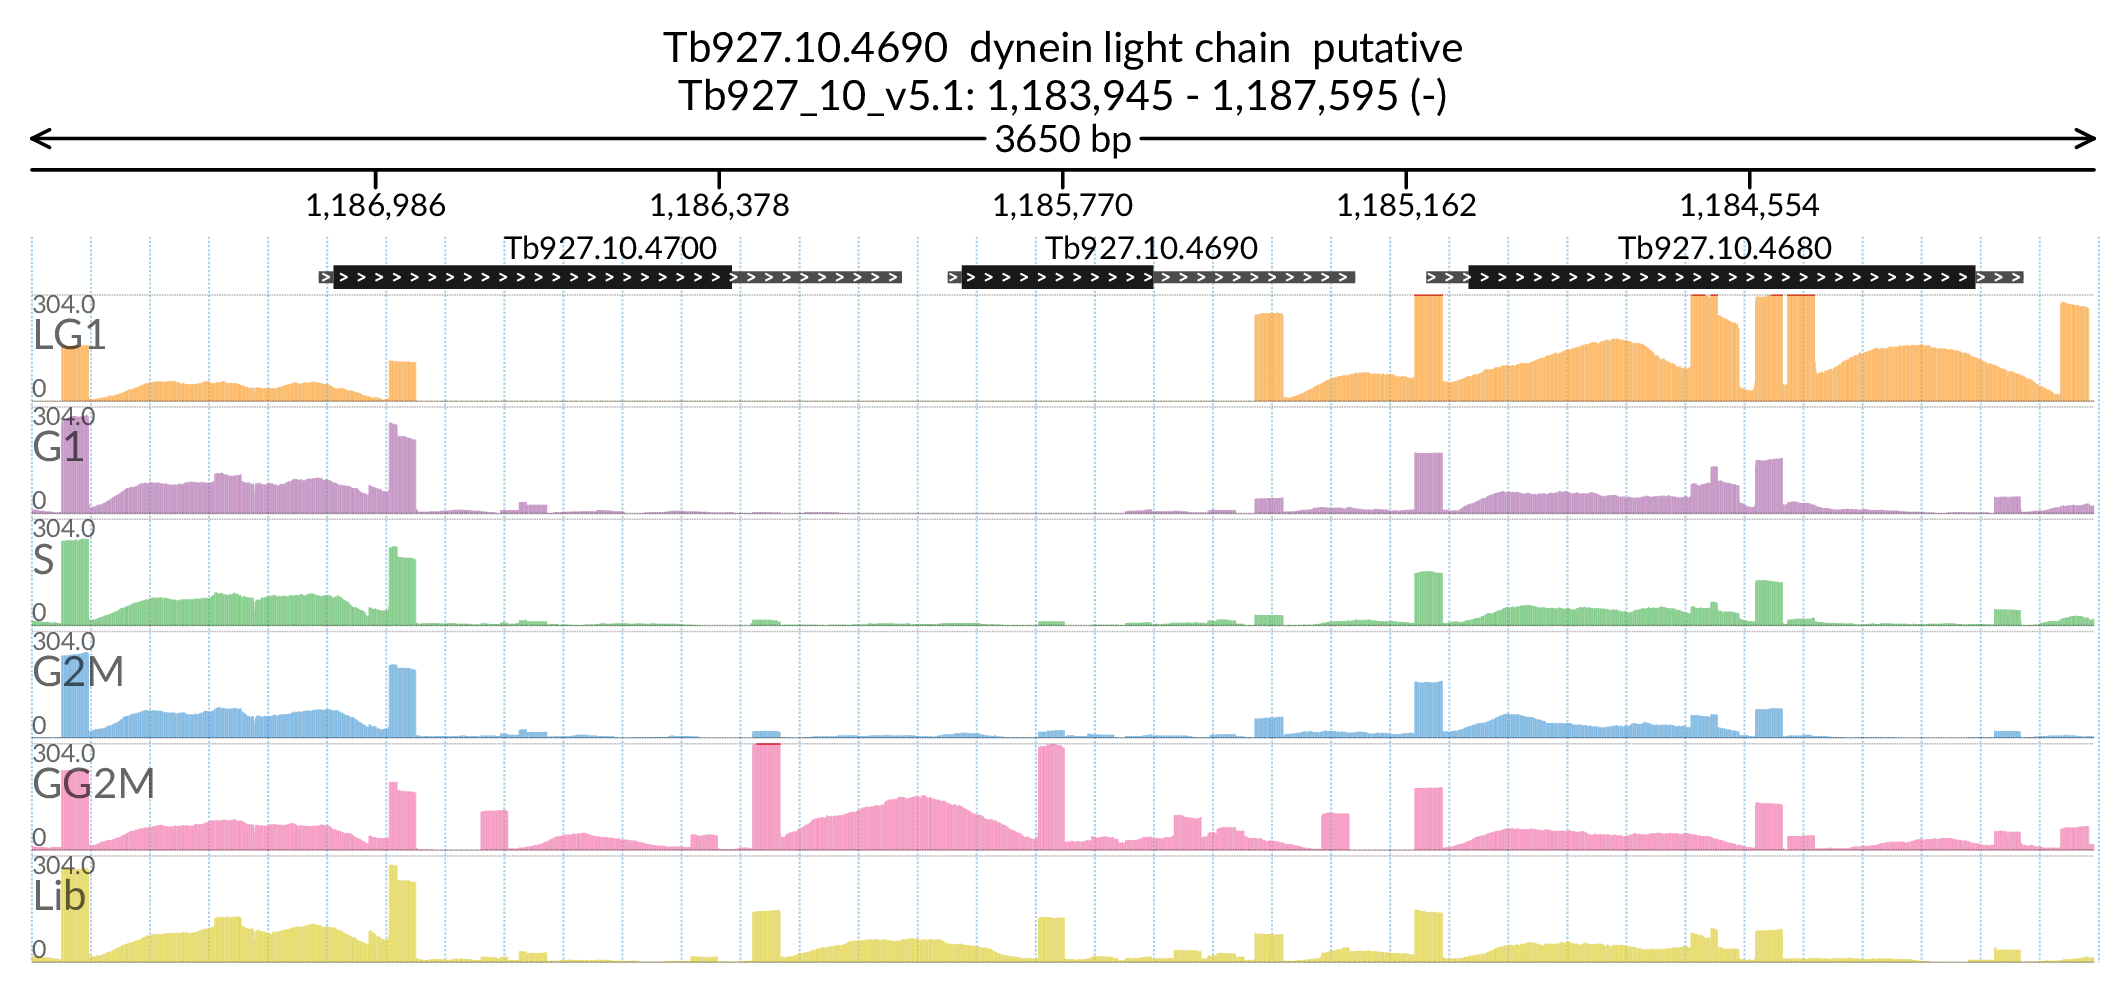 Tb927.10.4690  dynein light chain  putative
Tb927_10_v5.1: 1,183,945 - 1,187,595 (-)
3650 bp
1,186,986 1,186,378 1,185,770 1,185,162 1,184,554
Tb927.10.4700 Tb927.10.4690 Tb927.10.4680
304.0
LG1
0
304.0
G1
0
304.0
S
0
304.0
G2M
0
304.0
GG2M
0
304.0
Lib
0